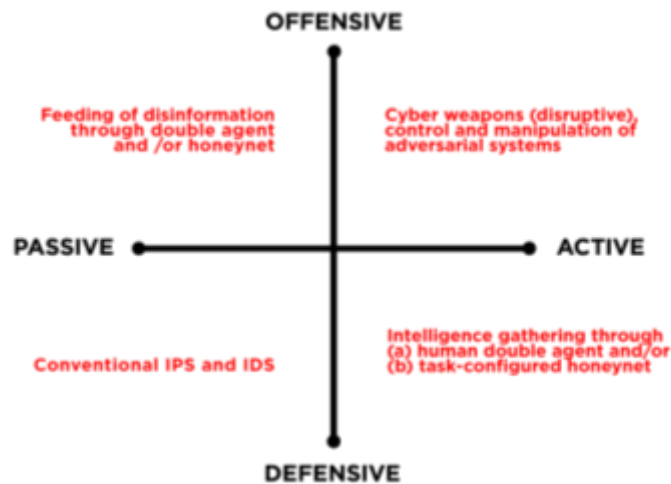 OFFENSIVE
Feeding of disinformation
through double agent
and /or honeynet
Cyber weapons (disruptive),
control and manipulation of
adversarial systems
PASSIVE
ACTIVE
Conventional IPS and IDS
Intelligence gathering through
(a) human double agent and/or
(b) task-configured honeynet
DEFENSIVE